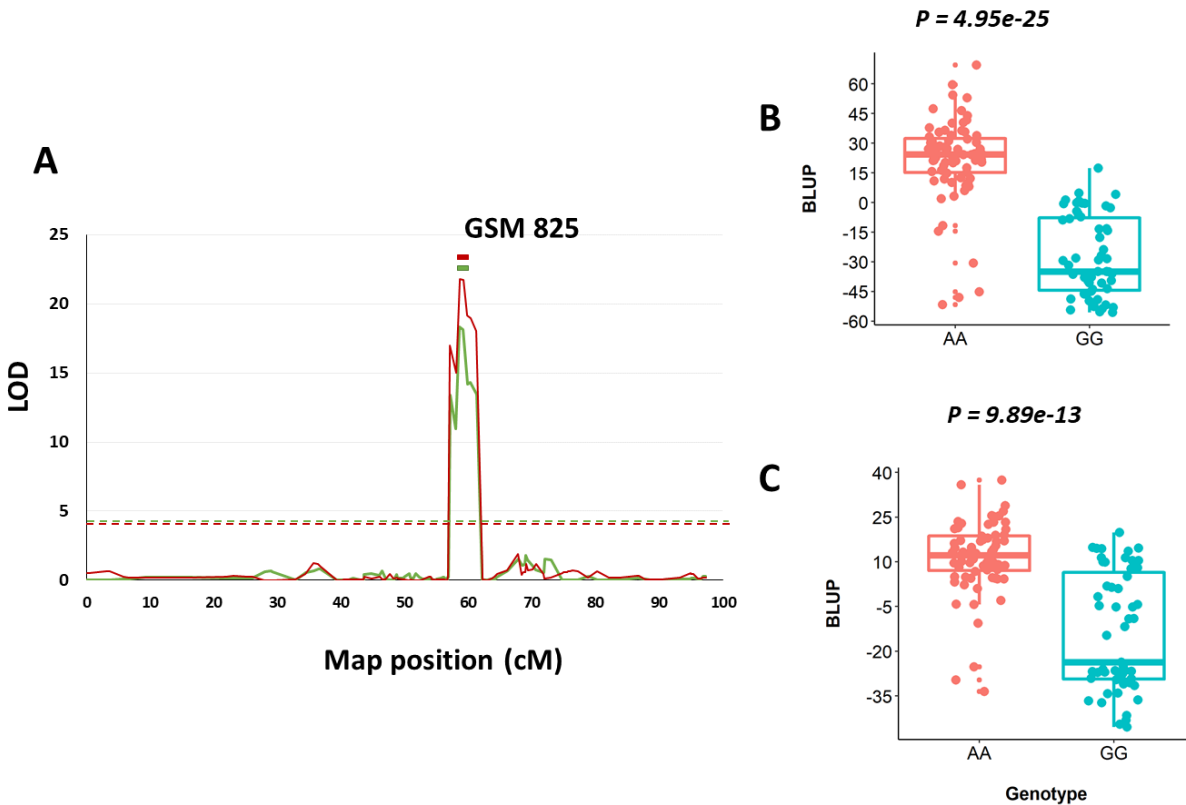 A
GSM 825
25
20
15
10
5
0
LOD
0 10 20 30 40 50 60 70 80 90 100
Map position (cM)
P = 4.95e-25
B
60
45
30
15
0
-15
-30
-45
-60
BLUP
AA GG
P = 9.89e-13
C
40
25
10
-5
-20
-35
BLUP
AA GG
Genotype